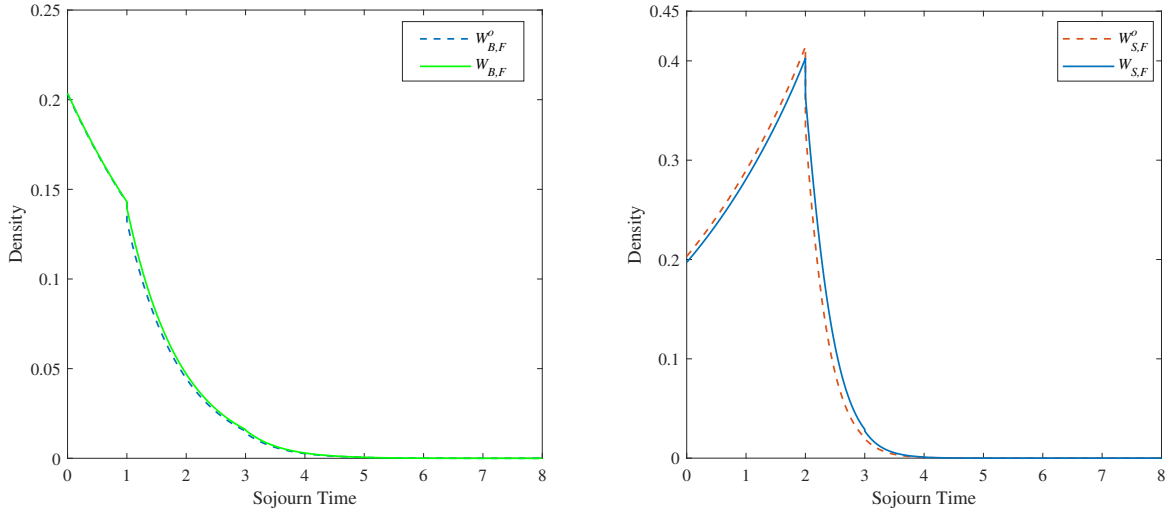 0.25
0.2
0.15
0.1
0.05
0
Density
0 1 2 3 4 5 6 7 8
Sojourn Time
W^o_{B,F}
W_{B,F}
0.45
0.4
0.3
0.2
0.1
0
Density
0 1 2 3 4 5 6 7 8
Sojourn Time
W^o_{S,F}
W_{S,F}